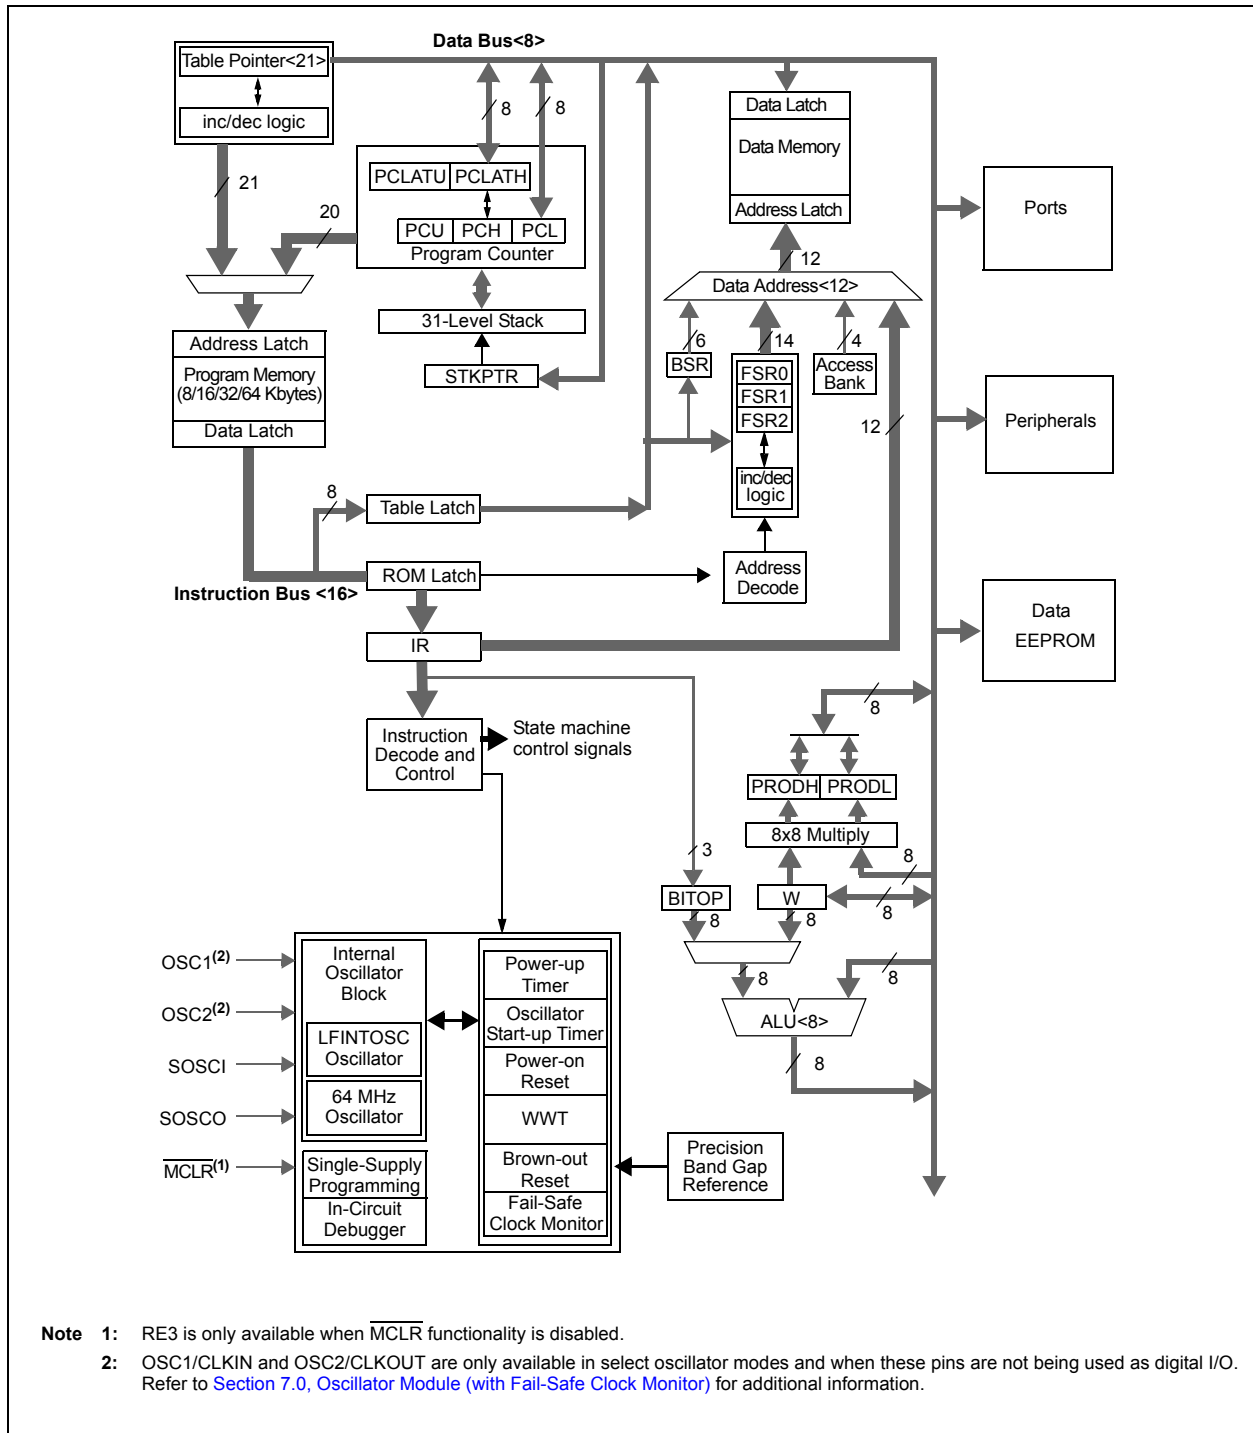 Data Bus<8>
Table Pointer<21>
inc/dec logic
21
20
8
8
PCLATU PCLATH
PCU PCH PCL
Program Counter
31-Level Stack
STKPTR
Address Latch
Program Memory
(8/16/32/64 Kbytes)
Data Latch
8
Table Latch
ROM Latch
Instruction Bus <16>
IR
Data Latch
Data Memory
Address Latch
12
Data Address<12>
6
14
4
BSR
FSR0
FSR1
FSR2
inc/dec
logic
Access
Bank
12
Address
Decode
Ports
Peripherals
Data
EEPROM
Instruction
Decode and
Control
State machine
control signals
8
PRODH PRODL
8x8 Multiply
3
8
BITOP
W
8
8
8
8
8
ALU<8>
8
OSC1(2)
OSC2(2)
SOSCI
SOSCO
MCLR(1)
Internal
Oscillator
Block
LFINTOSC
Oscillator
64 MHz
Oscillator
Single-Supply
Programming
In-Circuit
Debugger
Power-up
Timer
Oscillator
Start-up Timer
Power-on
Reset
WWT
Brown-out
Reset
Fail-Safe
Clock Monitor
Precision
Band Gap
Reference
Note 1: RE3 is only available when MCLR functionality is disabled.
2: OSC1/CLKIN and OSC2/CLKOUT are only available in select oscillator modes and when these pins are not being used as digital I/O.
Refer to Section 7.0, Oscillator Module (with Fail-Safe Clock Monitor) for additional information.